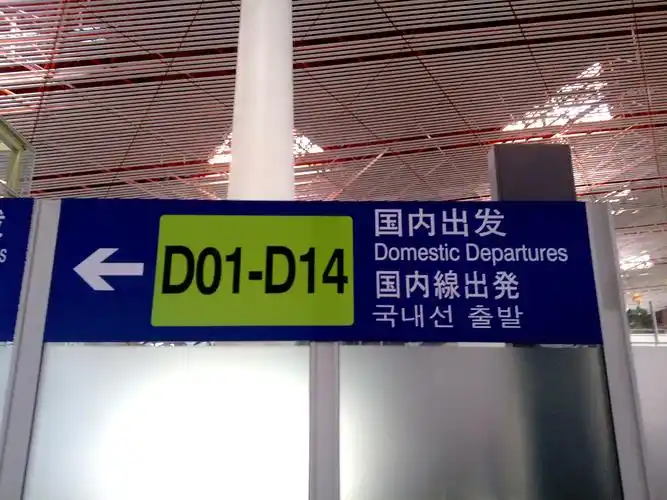 D01-D14
国内出发
Domestic Departures
国内線出発
국내선 출발